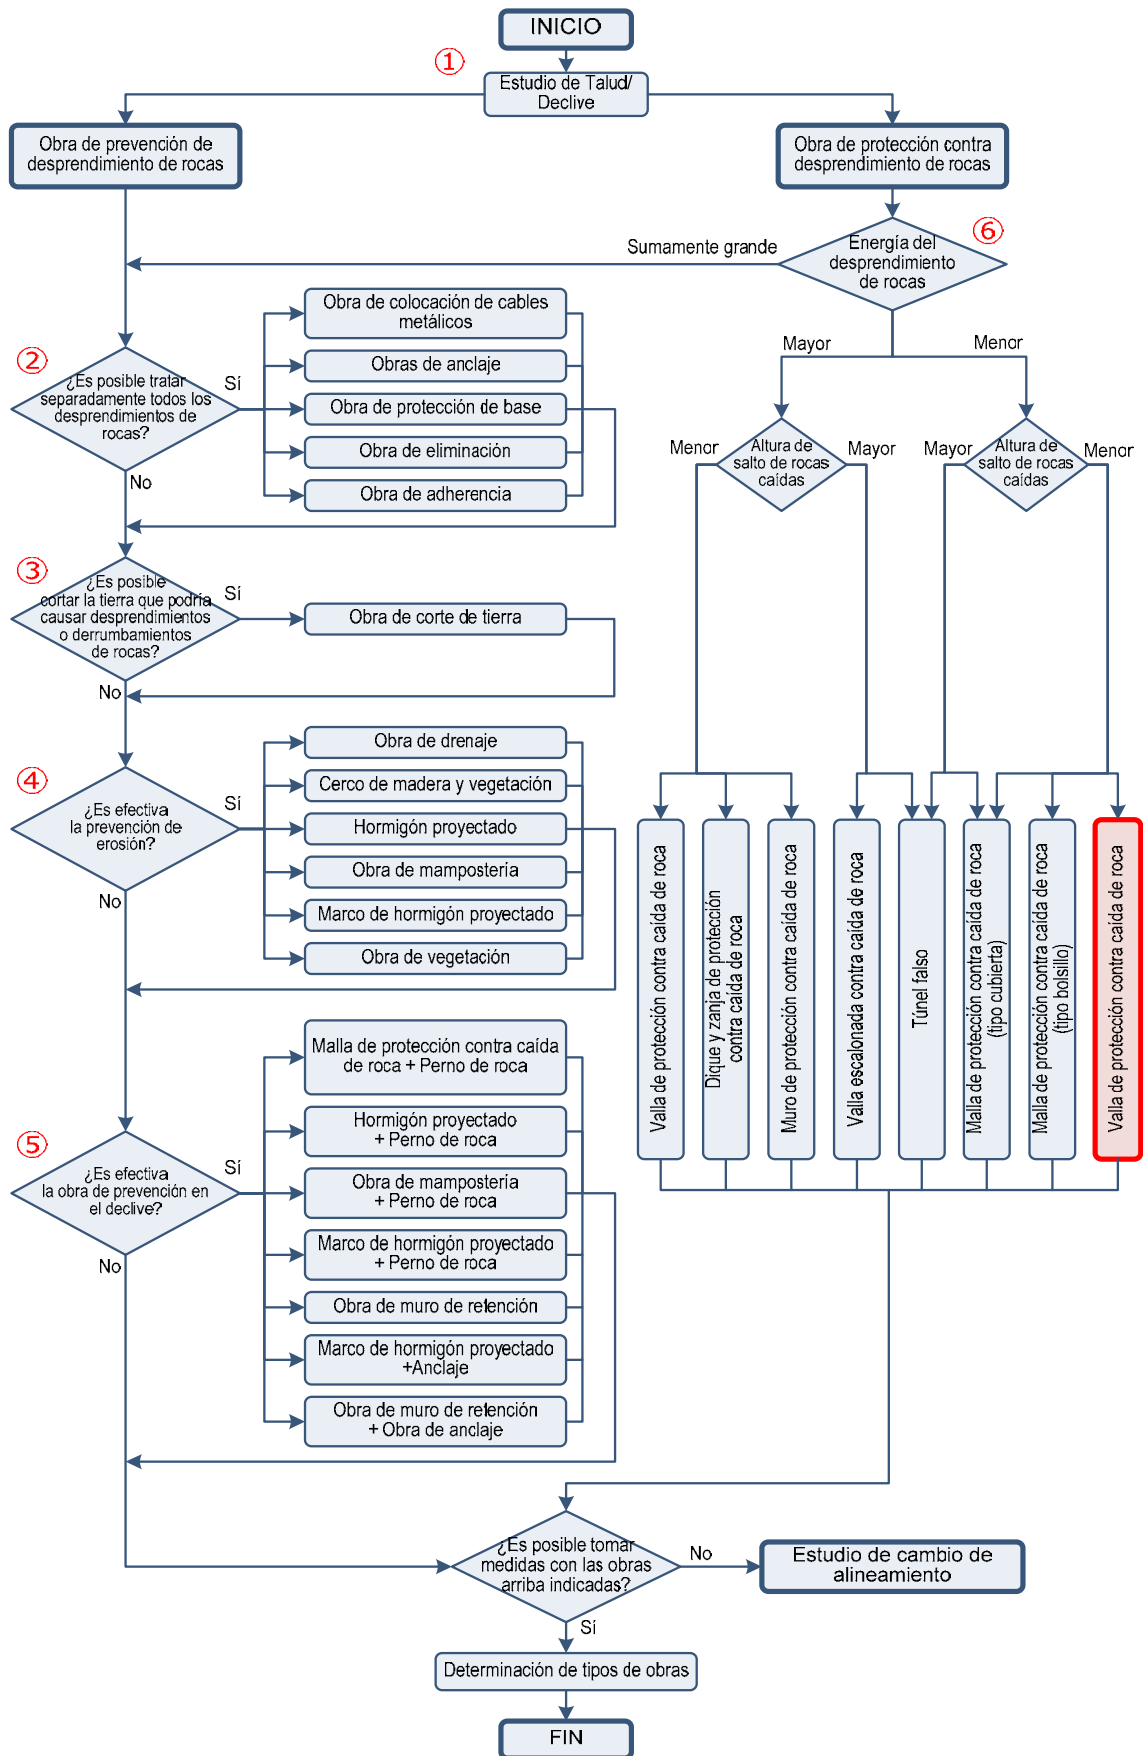 INICIO
①
Estudio de Talud/
Declive
Obra de prevención de
desprendimiento de rocas
Obra de protección contra
desprendimiento de rocas
⑥
Energía del
desprendimiento
de rocas
Sumamente grande
Mayor
Menor
②
¿Es posible tratar
separadamente todos los
desprendimientos de
rocas?
Sí
No
Obra de colocación de cables
metálicos
Obras de anclaje
Obra de protección de base
Obra de eliminación
Obra de adherencia
Menor
Altura de
salto de rocas
caídas
Mayor
Mayor
Altura de
salto de rocas
caídas
Menor
③
¿Es posible
cortar la tierra que podría
causar desprendimientos
o derrumbamientos
de rocas?
Sí
No
Obra de corte de tierra
④
¿Es efectiva
la prevención de
erosión?
Sí
No
Obra de drenaje
Cerco de madera y vegetación
Hormigón proyectado
Obra de mampostería
Marco de hormigón proyectado
Obra de vegetación
Valla de protección contra caída de roca
Dique y zanja de protección
contra caída de roca
Muro de protección contra caída de roca
Valla escalonada contra caída de roca
Túnel falso
Malla de protección contra caída de roca
(tipo cubierta)
Malla de protección contra caída de roca
(tipo bolsillo)
Valla de protección contra caída de roca
⑤
¿Es efectiva
la obra de prevención en
el declive?
Sí
No
Malla de protección contra caída
de roca + Perno de roca
Hormigón proyectado
+ Perno de roca
Obra de mampostería
+ Perno de roca
Marco de hormigón proyectado
+ Perno de roca
Obra de muro de retención
Marco de hormigón proyectado
+Anclaje
Obra de muro de retención
+ Obra de anclaje
¿Es posible tomar
medidas con las obras
arriba indicadas?
No
Estudio de cambio de
alineamiento
Sí
Determinación de tipos de obras
FIN